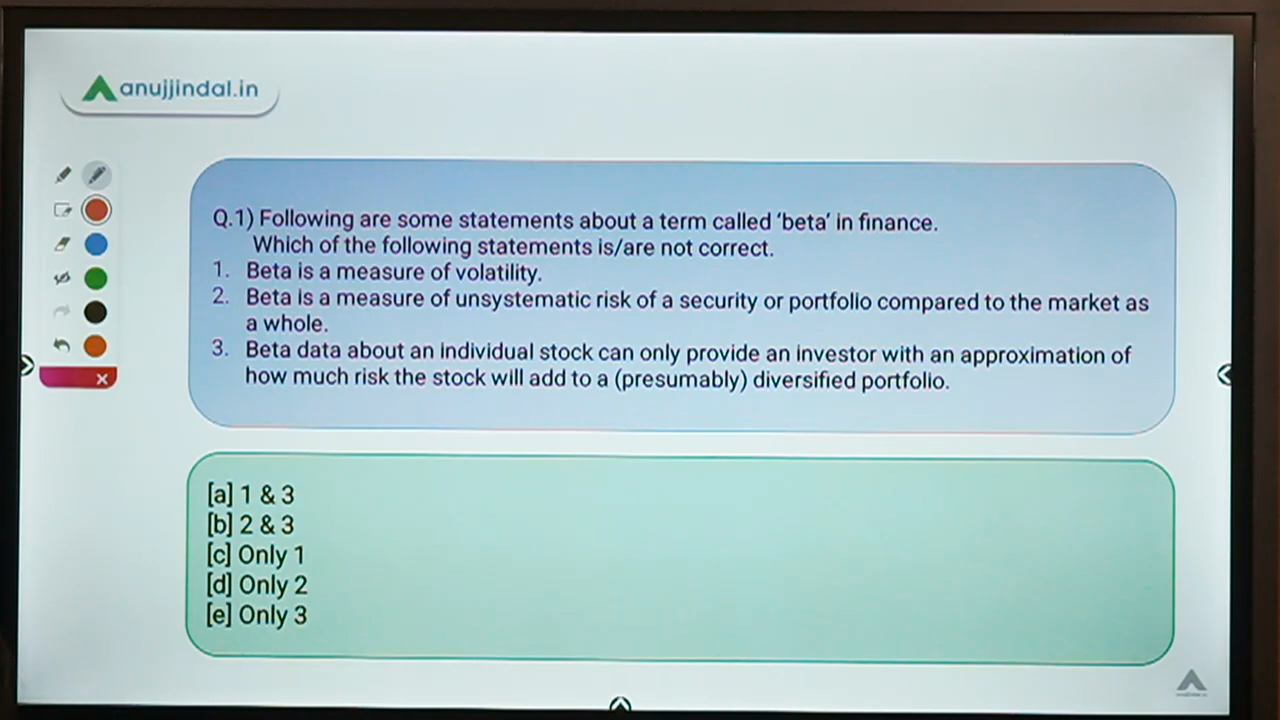 anujjindal.in
Q.1) Following are some statements about a term called ‘beta’ in finance.
Which of the following statements is/are not correct.
1. Beta is a measure of volatility.
2. Beta is a measure of unsystematic risk of a security or portfolio compared to the market as
a whole.
3. Beta data about an individual stock can only provide an investor with an approximation of
how much risk the stock will add to a (presumably) diversified portfolio.
[a] 1 & 3
[b] 2 & 3
[c] Only 1
[d] Only 2
[e] Only 3